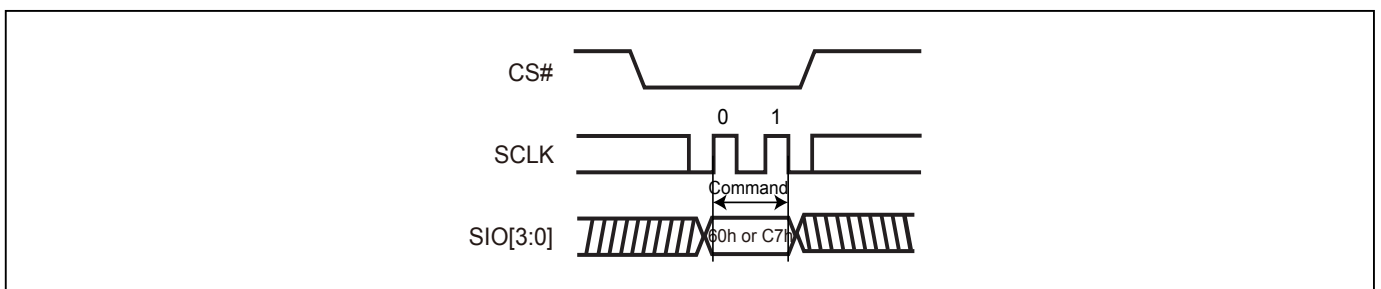 CS#
0 1
SCLK
Command
SIO[3:0]
60h or C7h